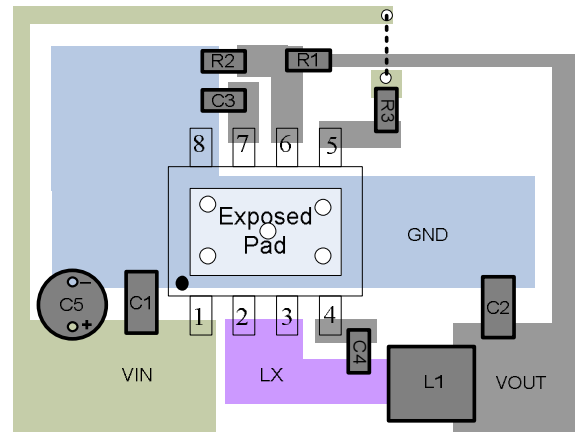 R2
R1
C3
R3
8 7 6 5
Exposed
Pad
GND
C5
−
+
C1
1 2 3 4
C2
C4
VIN
LX
L1
VOUT